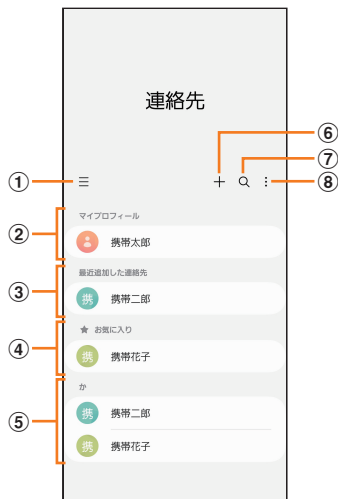 連絡先
⑥
⑦
①
⑧
マイプロフィール
②
携帯太郎
最近追加した連絡先
③
携
携帯二郎
★ お気に入り
④
携
携帯花子
か
⑤
携
携帯二郎
携
携帯花子